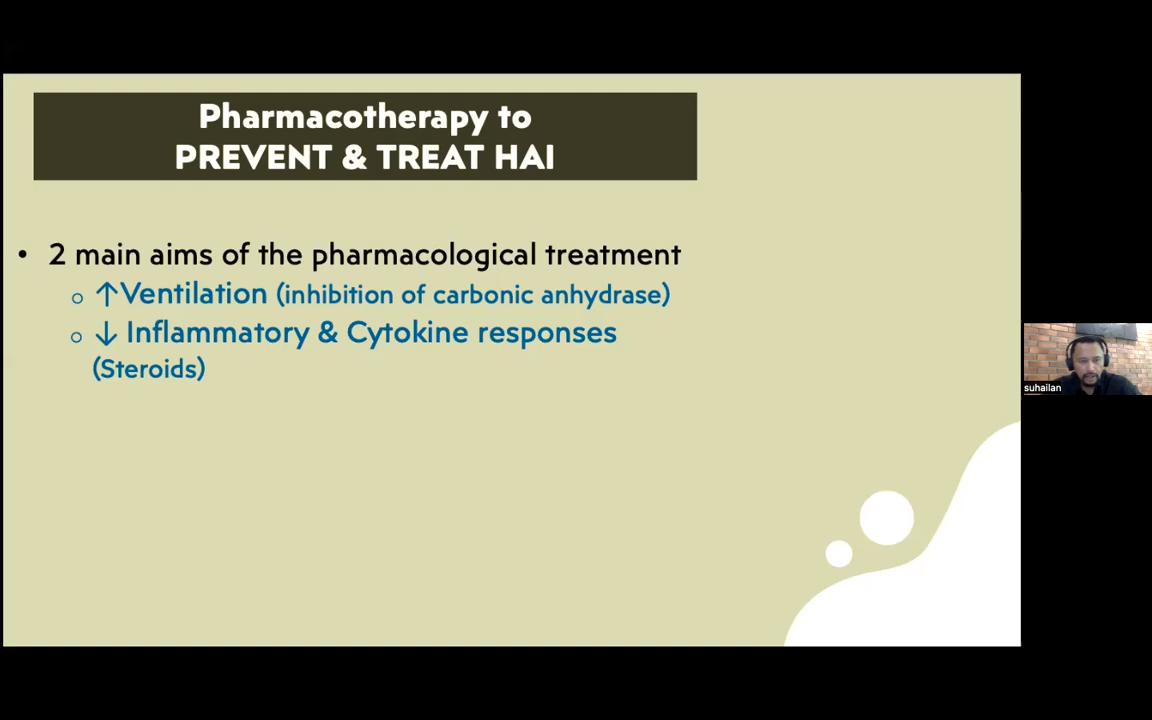 Pharmacotherapy to
PREVENT & TREAT HAI
• 2 main aims of the pharmacological treatment
○ ↑Ventilation (inhibition of carbonic anhydrase)
○ ↓ Inflammatory & Cytokine responses
(Steroids)
suhailan